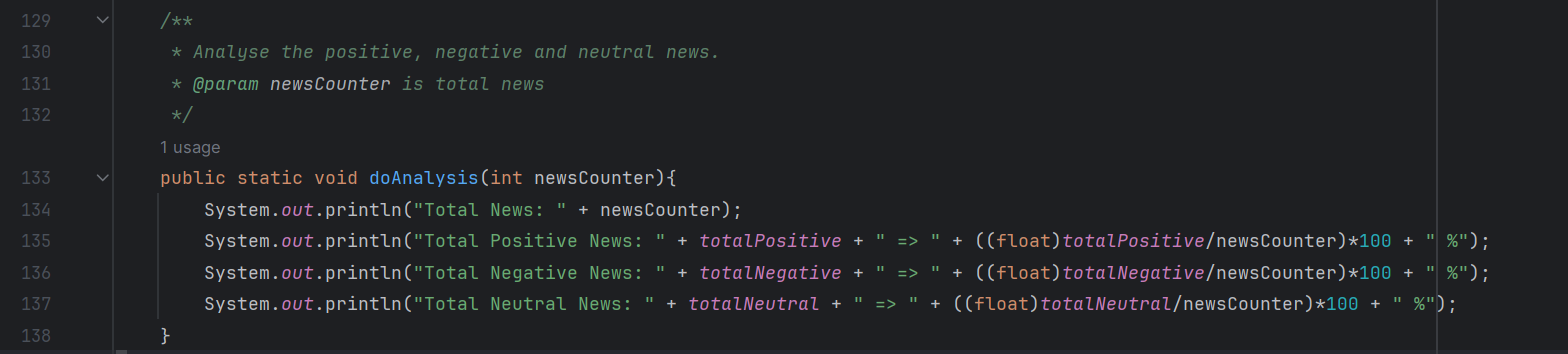 129 /**
130 * Analyse the positive, negative and neutral news.
131 * @param newsCounter is total news
132 */
1 usage
133 public static void doAnalysis(int newsCounter){
134 System.out.println("Total News: " + newsCounter);
135 System.out.println("Total Positive News: " + totalPositive + " => " + ((float)totalPositive/newsCounter)*100 + " %");
136 System.out.println("Total Negative News: " + totalNegative + " => " + ((float)totalNegative/newsCounter)*100 + " %");
137 System.out.println("Total Neutral News: " + totalNeutral + " => " + ((float)totalNeutral/newsCounter)*100 + " %");
138 }